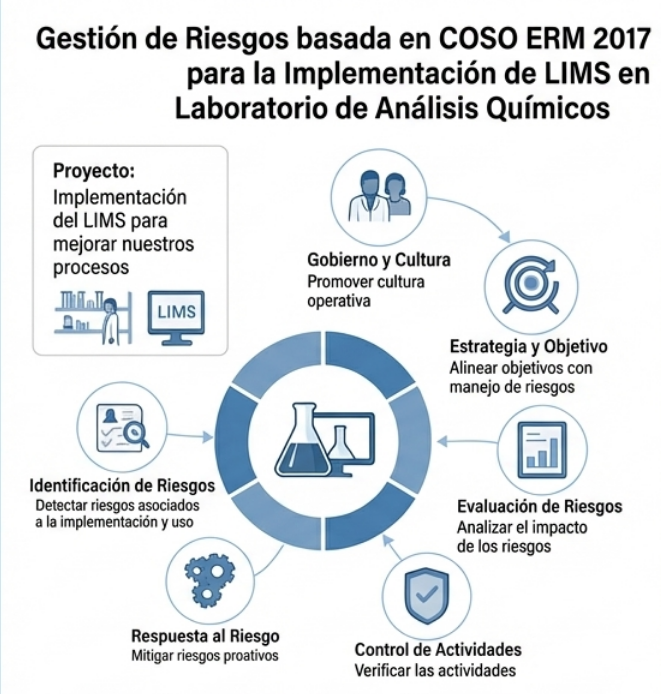 Gestión de Riesgos basada en COSO ERM 2017
para la Implementación de LIMS en
Laboratorio de Análisis Químicos
Proyecto:
Implementación
del LIMS para
mejorar nuestros
procesos
LIMS
Gobierno y Cultura
Promover cultura
operativa
Estrategia y Objetivo
Alinear objetivos con
manejo de riesgos
Identificación de Riesgos
Detectar riesgos asociados
a la implementación y uso
Evaluación de Riesgos
Analizar el impacto
de los riesgos
Respuesta al Riesgo
Mitigar riesgos proativos
Control de Actividades
Verificar las actividades